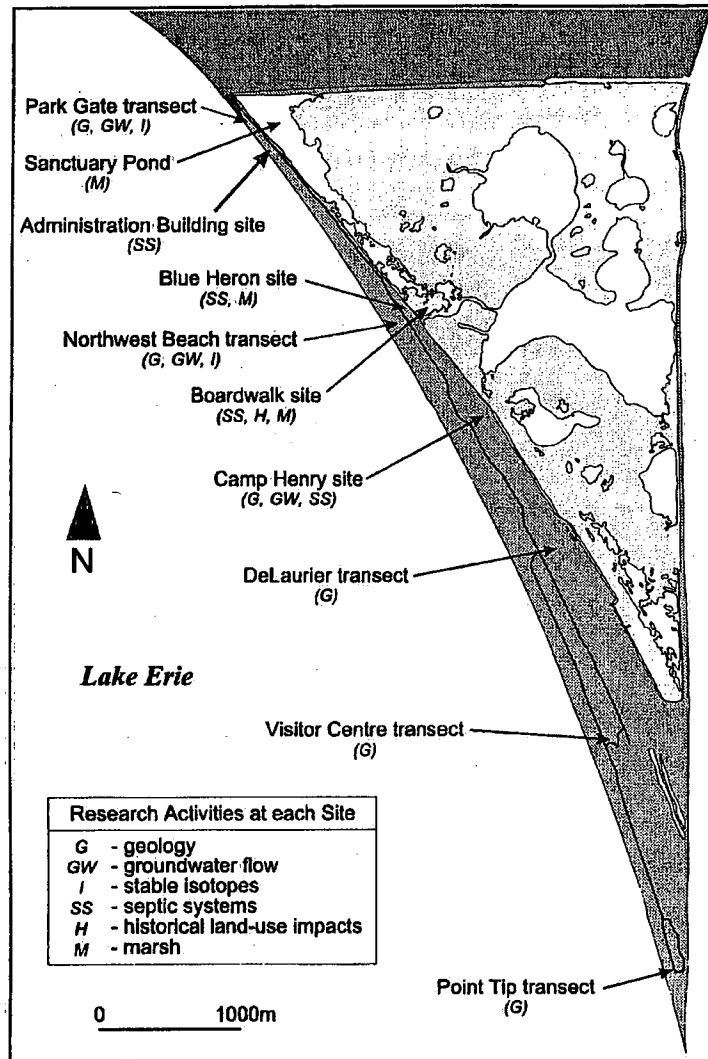 Park Gate transect
(G, GW, I)
Sanctuary Pond
(M)
Administration Building site
(SS)
Blue Heron site
(SS, M)
Northwest Beach transect
(G, GW, I)
Boardwalk site
(SS, H, M)
Camp Henry site
(G, GW, SS)
N
DeLaurier transect
(G)
Lake Erie
Visitor Centre transect
(G)
Research Activities at each Site
G - geology
GW - groundwater flow
I - stable isotopes
SS - septic systems
H - historical land-use impacts
M - marsh
Point Tip transect
(G)
0 1000m